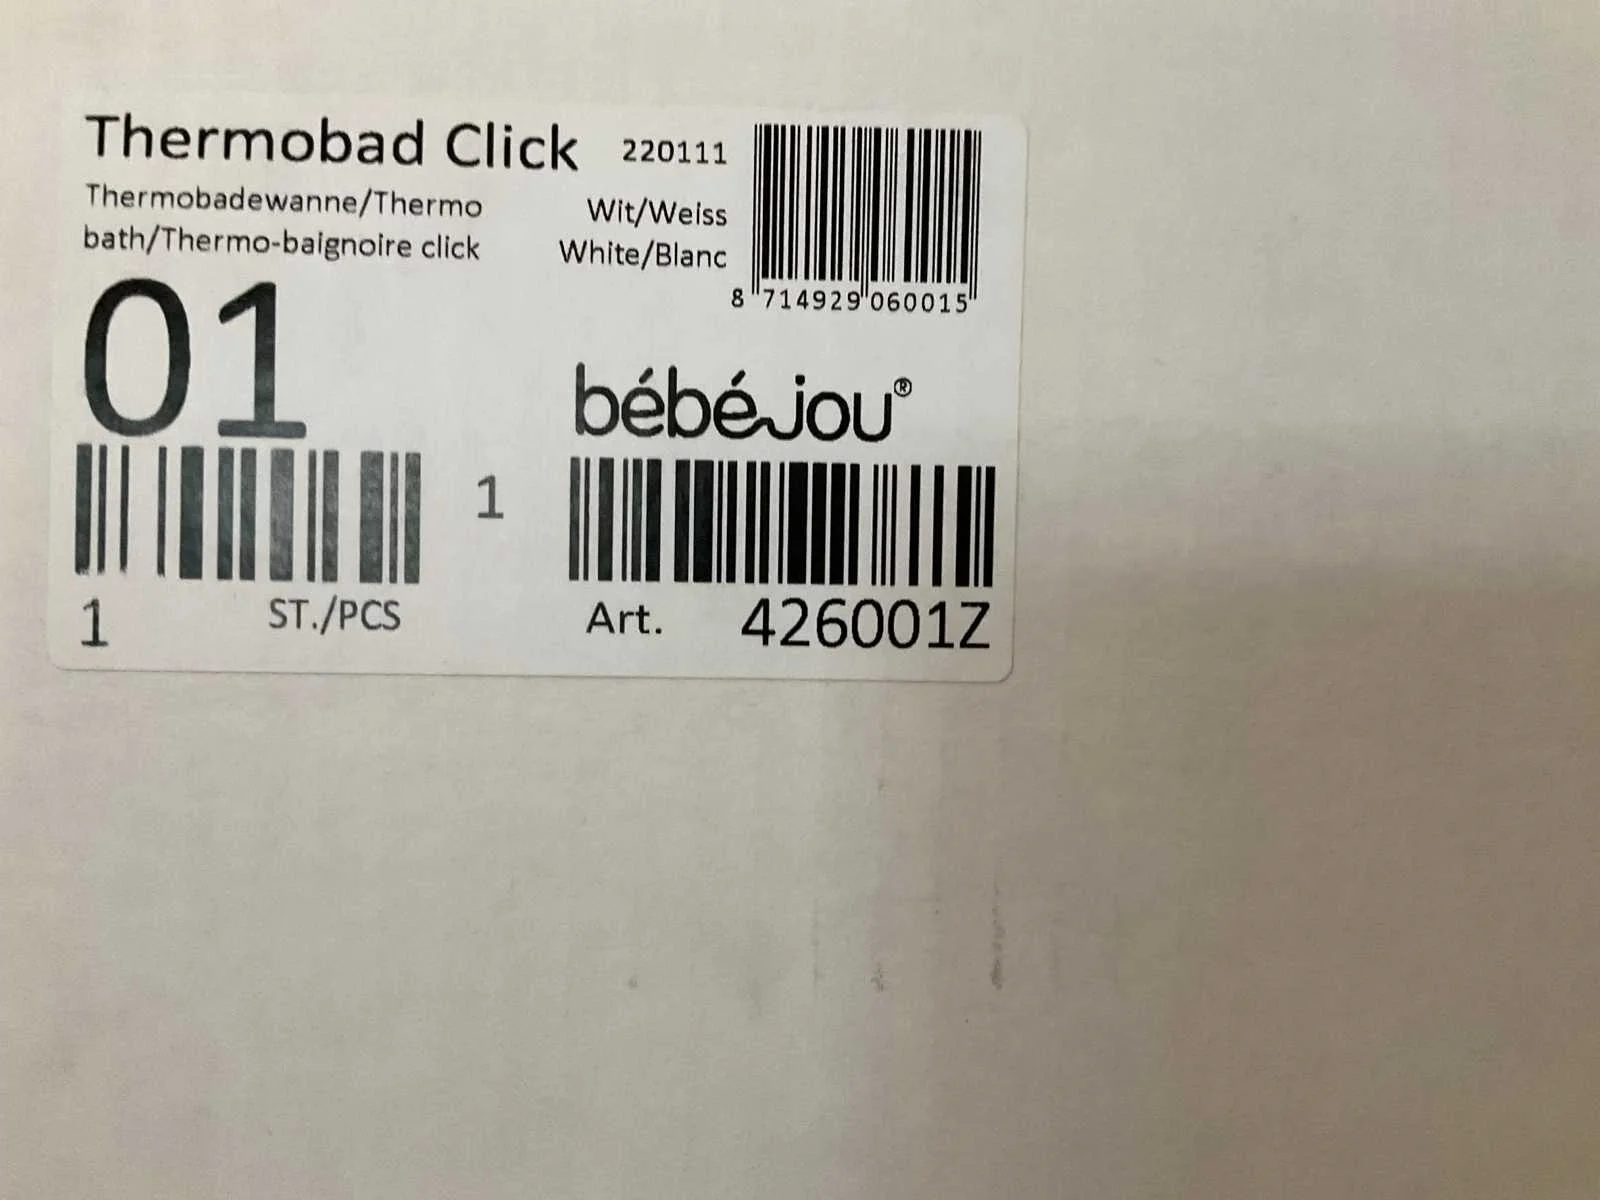 Thermobad Click 220111
Thermobadewanne/Thermo Wit/Weiss
bath/Thermo-baignoire click White/Blanc
8 714929 060015
01
bébéjou®
1
1 ST./PCS Art. 426001Z